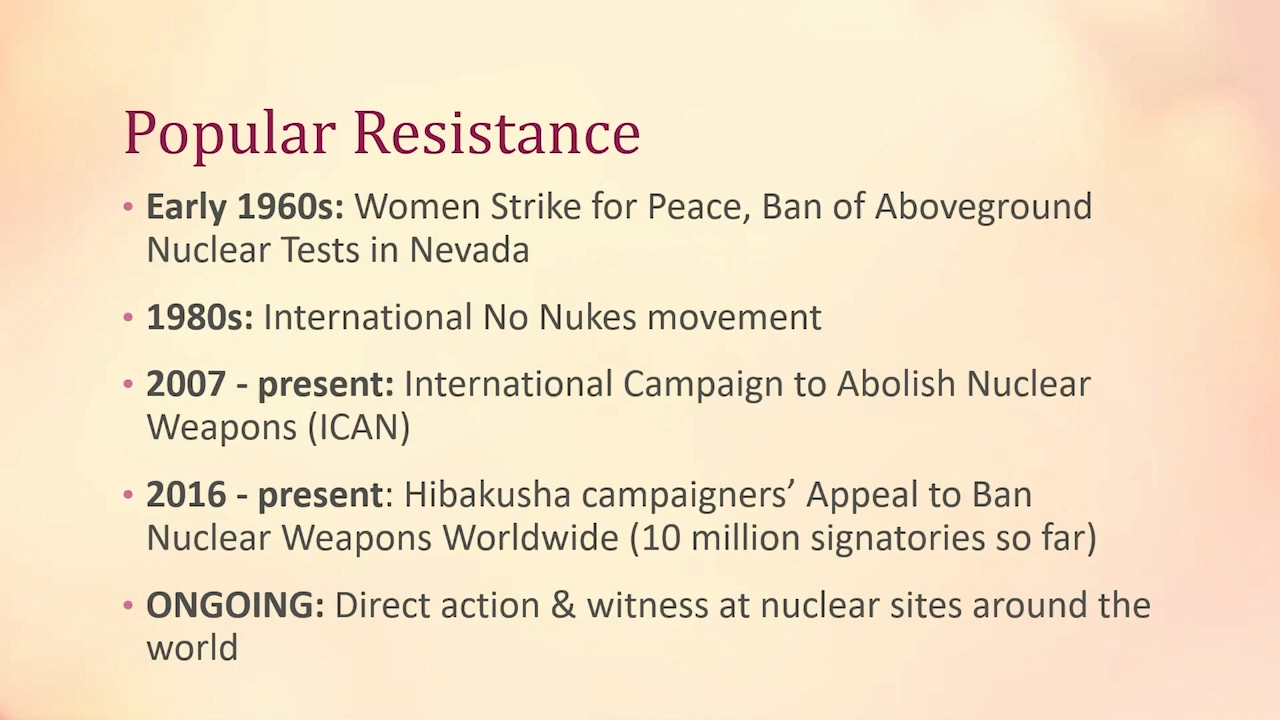 Popular Resistance
• Early 1960s: Women Strike for Peace, Ban of Aboveground
Nuclear Tests in Nevada
• 1980s: International No Nukes movement
• 2007 - present: International Campaign to Abolish Nuclear
Weapons (ICAN)
• 2016 - present: Hibakusha campaigners’ Appeal to Ban
Nuclear Weapons Worldwide (10 million signatories so far)
• ONGOING: Direct action & witness at nuclear sites around the
world